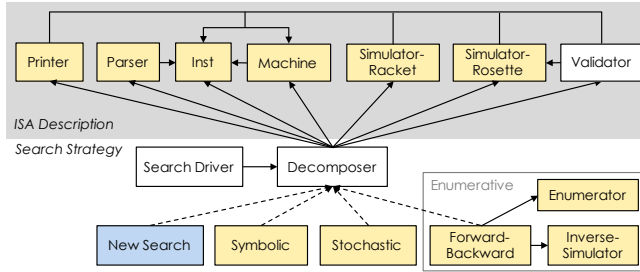 Printer
Parser
Inst
Machine
Simulator-
Racket
Simulator-
Rosette
Validator
ISA Description
Search Strategy
Search Driver
Decomposer
Enumerative
Enumerator
New Search
Symbolic
Stochastic
Forward-
Backward
Inverse-
Simulator